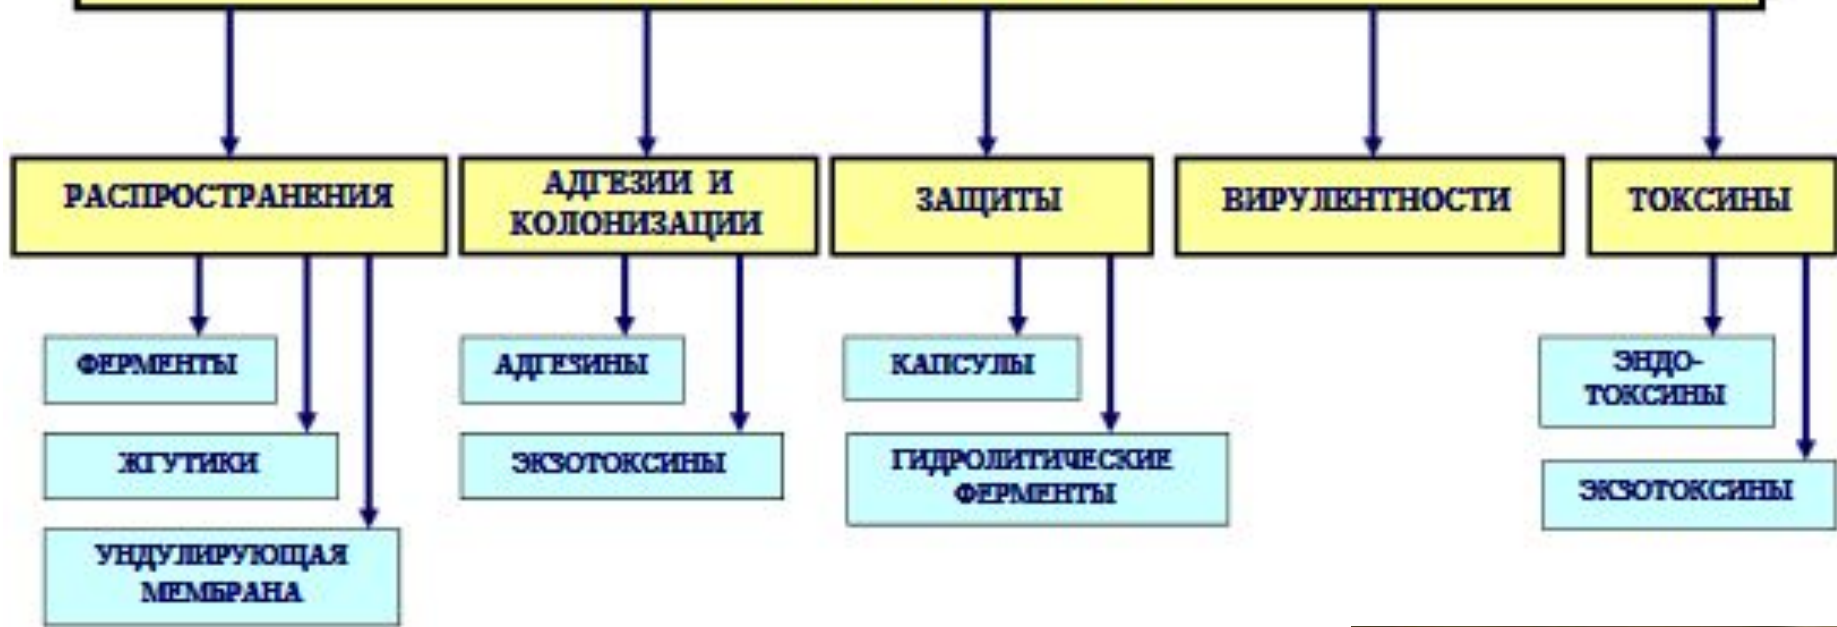 РАСПРОСТРАНЕНИЯ
АДГЕЗИИ И
КОЛОНИЗАЦИИ
ЗАЩИТЫ
ВИРУЛЕНТНОСТИ
ТОКСИНЫ
ФЕРМЕНТЫ
ЖГУТИКИ
УНДУЛИРУЮЩАЯ
МЕМБРАНА
АДГЕЗИНЫ
ЭКЗОТОКСИНЫ
КАПСУЛЫ
ГИДРОЛИТИЧЕСКИЕ
ФЕРМЕНТЫ
ЭНДО-
ТОКСИНЫ
ЭКЗОТОКСИНЫ